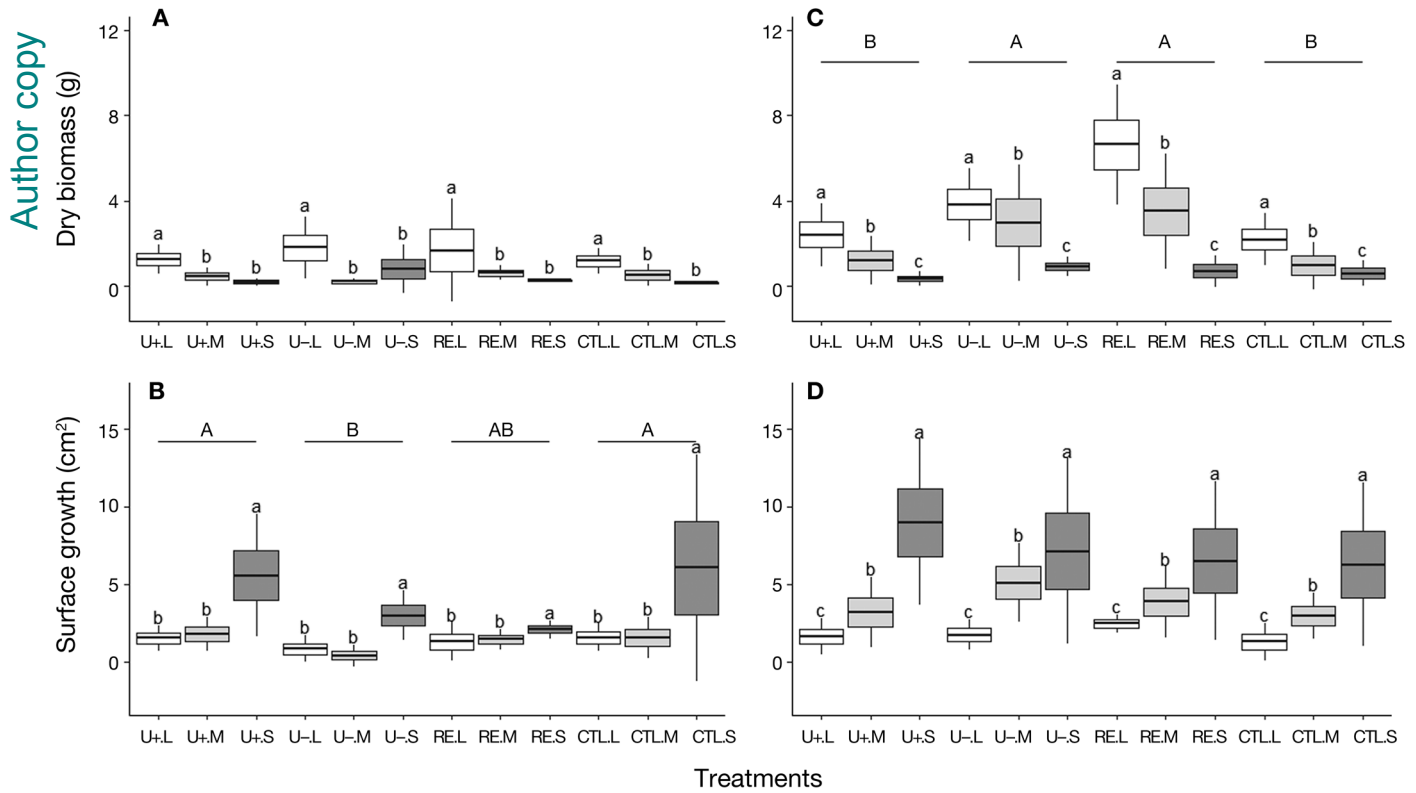 Author copy
A
Dry biomass (g)
12
8
4
0
a b b a b b a b b a b b
U+.L U+.M U+.S U–.L U–.M U–.S RE.L RE.M RE.S CTL.L CTL.M CTL.S
C
12
8
4
0
B A A B
a b c a b c a b c a b c
U+.L U+.M U+.S U–.L U–.M U–.S RE.L RE.M RE.S CTL.L CTL.M CTL.S
B
Surface growth (cm²)
15
10
5
0
A B AB A
b b a b b a b b a b b a
U+.L U+.M U+.S U–.L U–.M U–.S RE.L RE.M RE.S CTL.L CTL.M CTL.S
D
15
10
5
0
c b a c b a c b a c b a
U+.L U+.M U+.S U–.L U–.M U–.S RE.L RE.M RE.S CTL.L CTL.M CTL.S
Treatments